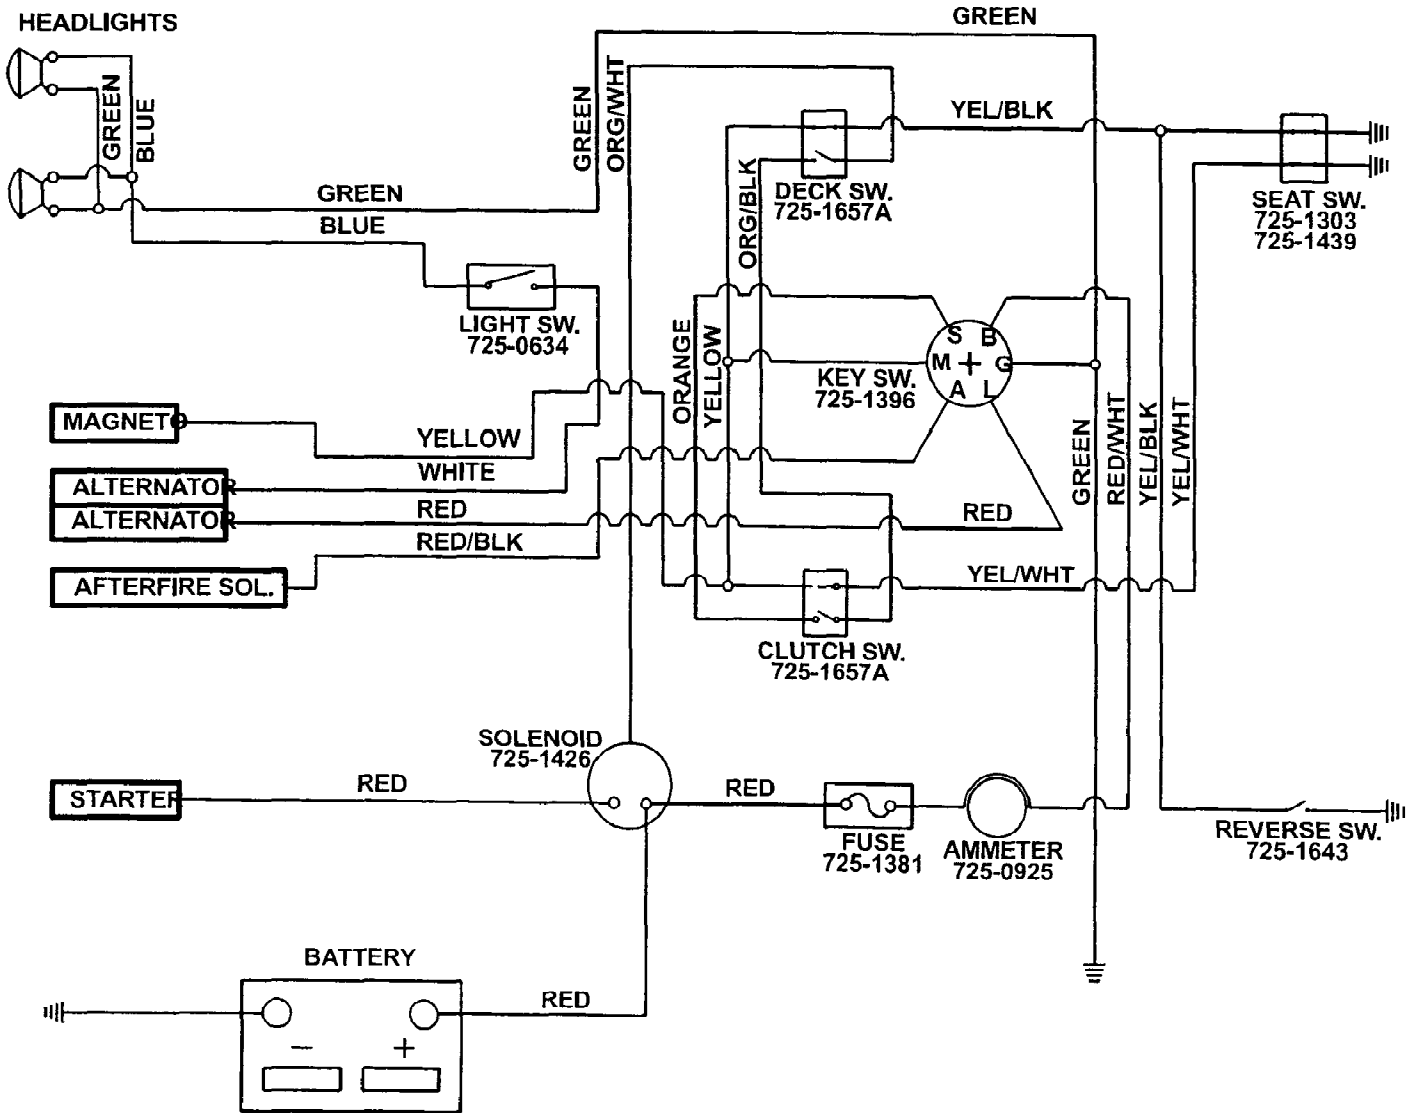 HEADLIGHTS
GREEN
ORG/WHT
GREEN
BLUE
GREEN
YEL/BLK
GREEN
BLUE
ORG/BLK
DECK SW.
725-1657A
SEAT SW.
725-1303
725-1439
LIGHT SW.
725-0634
ORANGE
YELLOW
S B
M + G
A L
KEY SW.
725-1396
MAGNETO
YELLOW
WHITE
ALTERNATOR
RED
ALTERNATOR
RED/BLK
AFTERFIRE SOL.
RED
GREEN
RED/WHT
YEL/BLK
YEL/WHT
YEL/WHT
CLUTCH SW.
725-1657A
SOLENOID
725-1426
STARTER
RED
RED
FUSE
725-1381
AMMETER
725-0925
REVERSE SW.
725-1643
BATTERY
RED
− +